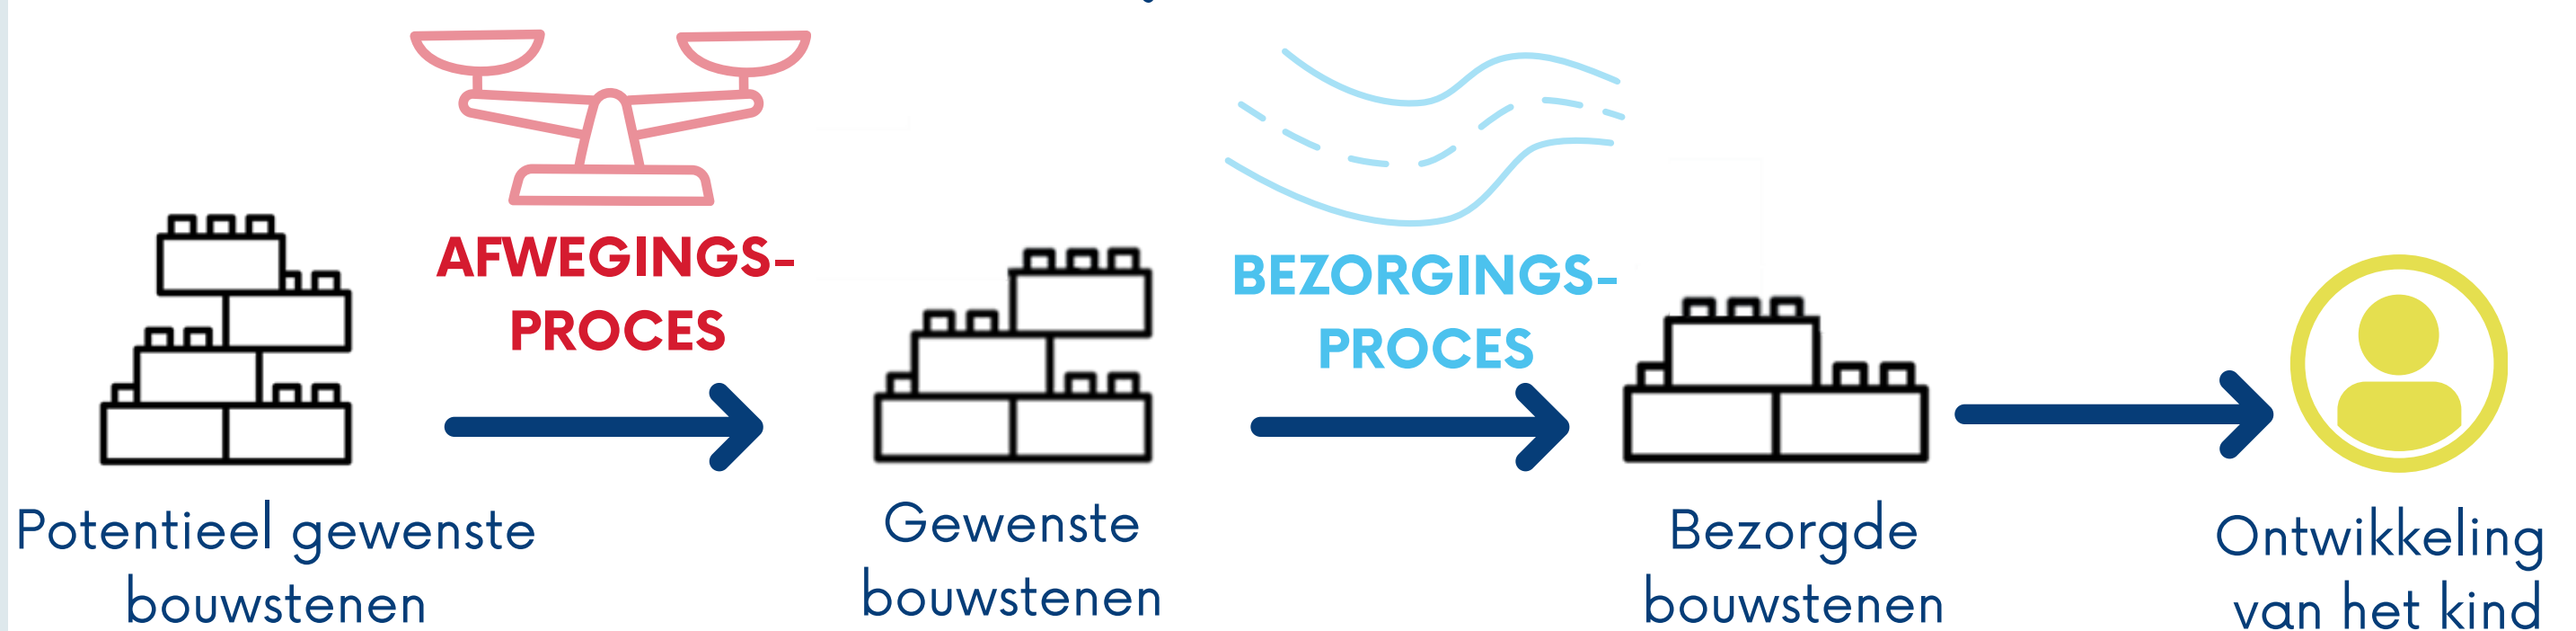 AFWEGINGS-
PROCES
BEZORGINGS-
PROCES
Potentieel gewenste
bouwstenen
Gewenste
bouwstenen
Bezorgde
bouwstenen
Ontwikkeling
van het kind